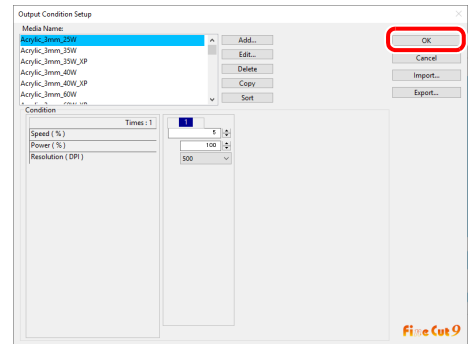 Output Condition Setup
Media Name:
Acrylic_3mm_25W
Acrylic_3mm_35W
Acrylic_3mm_35W_XP
Acrylic_3mm_40W
Acrylic_3mm_40W_XP
Acrylic_3mm_60W
Add...
Edit...
Delete
Copy
Sort
OK
Cancel
Import...
Export...
Condition
Times : 1
1
Speed ( % )
5
Power ( % )
100
Resolution ( DPI )
500
Fine Cut 9